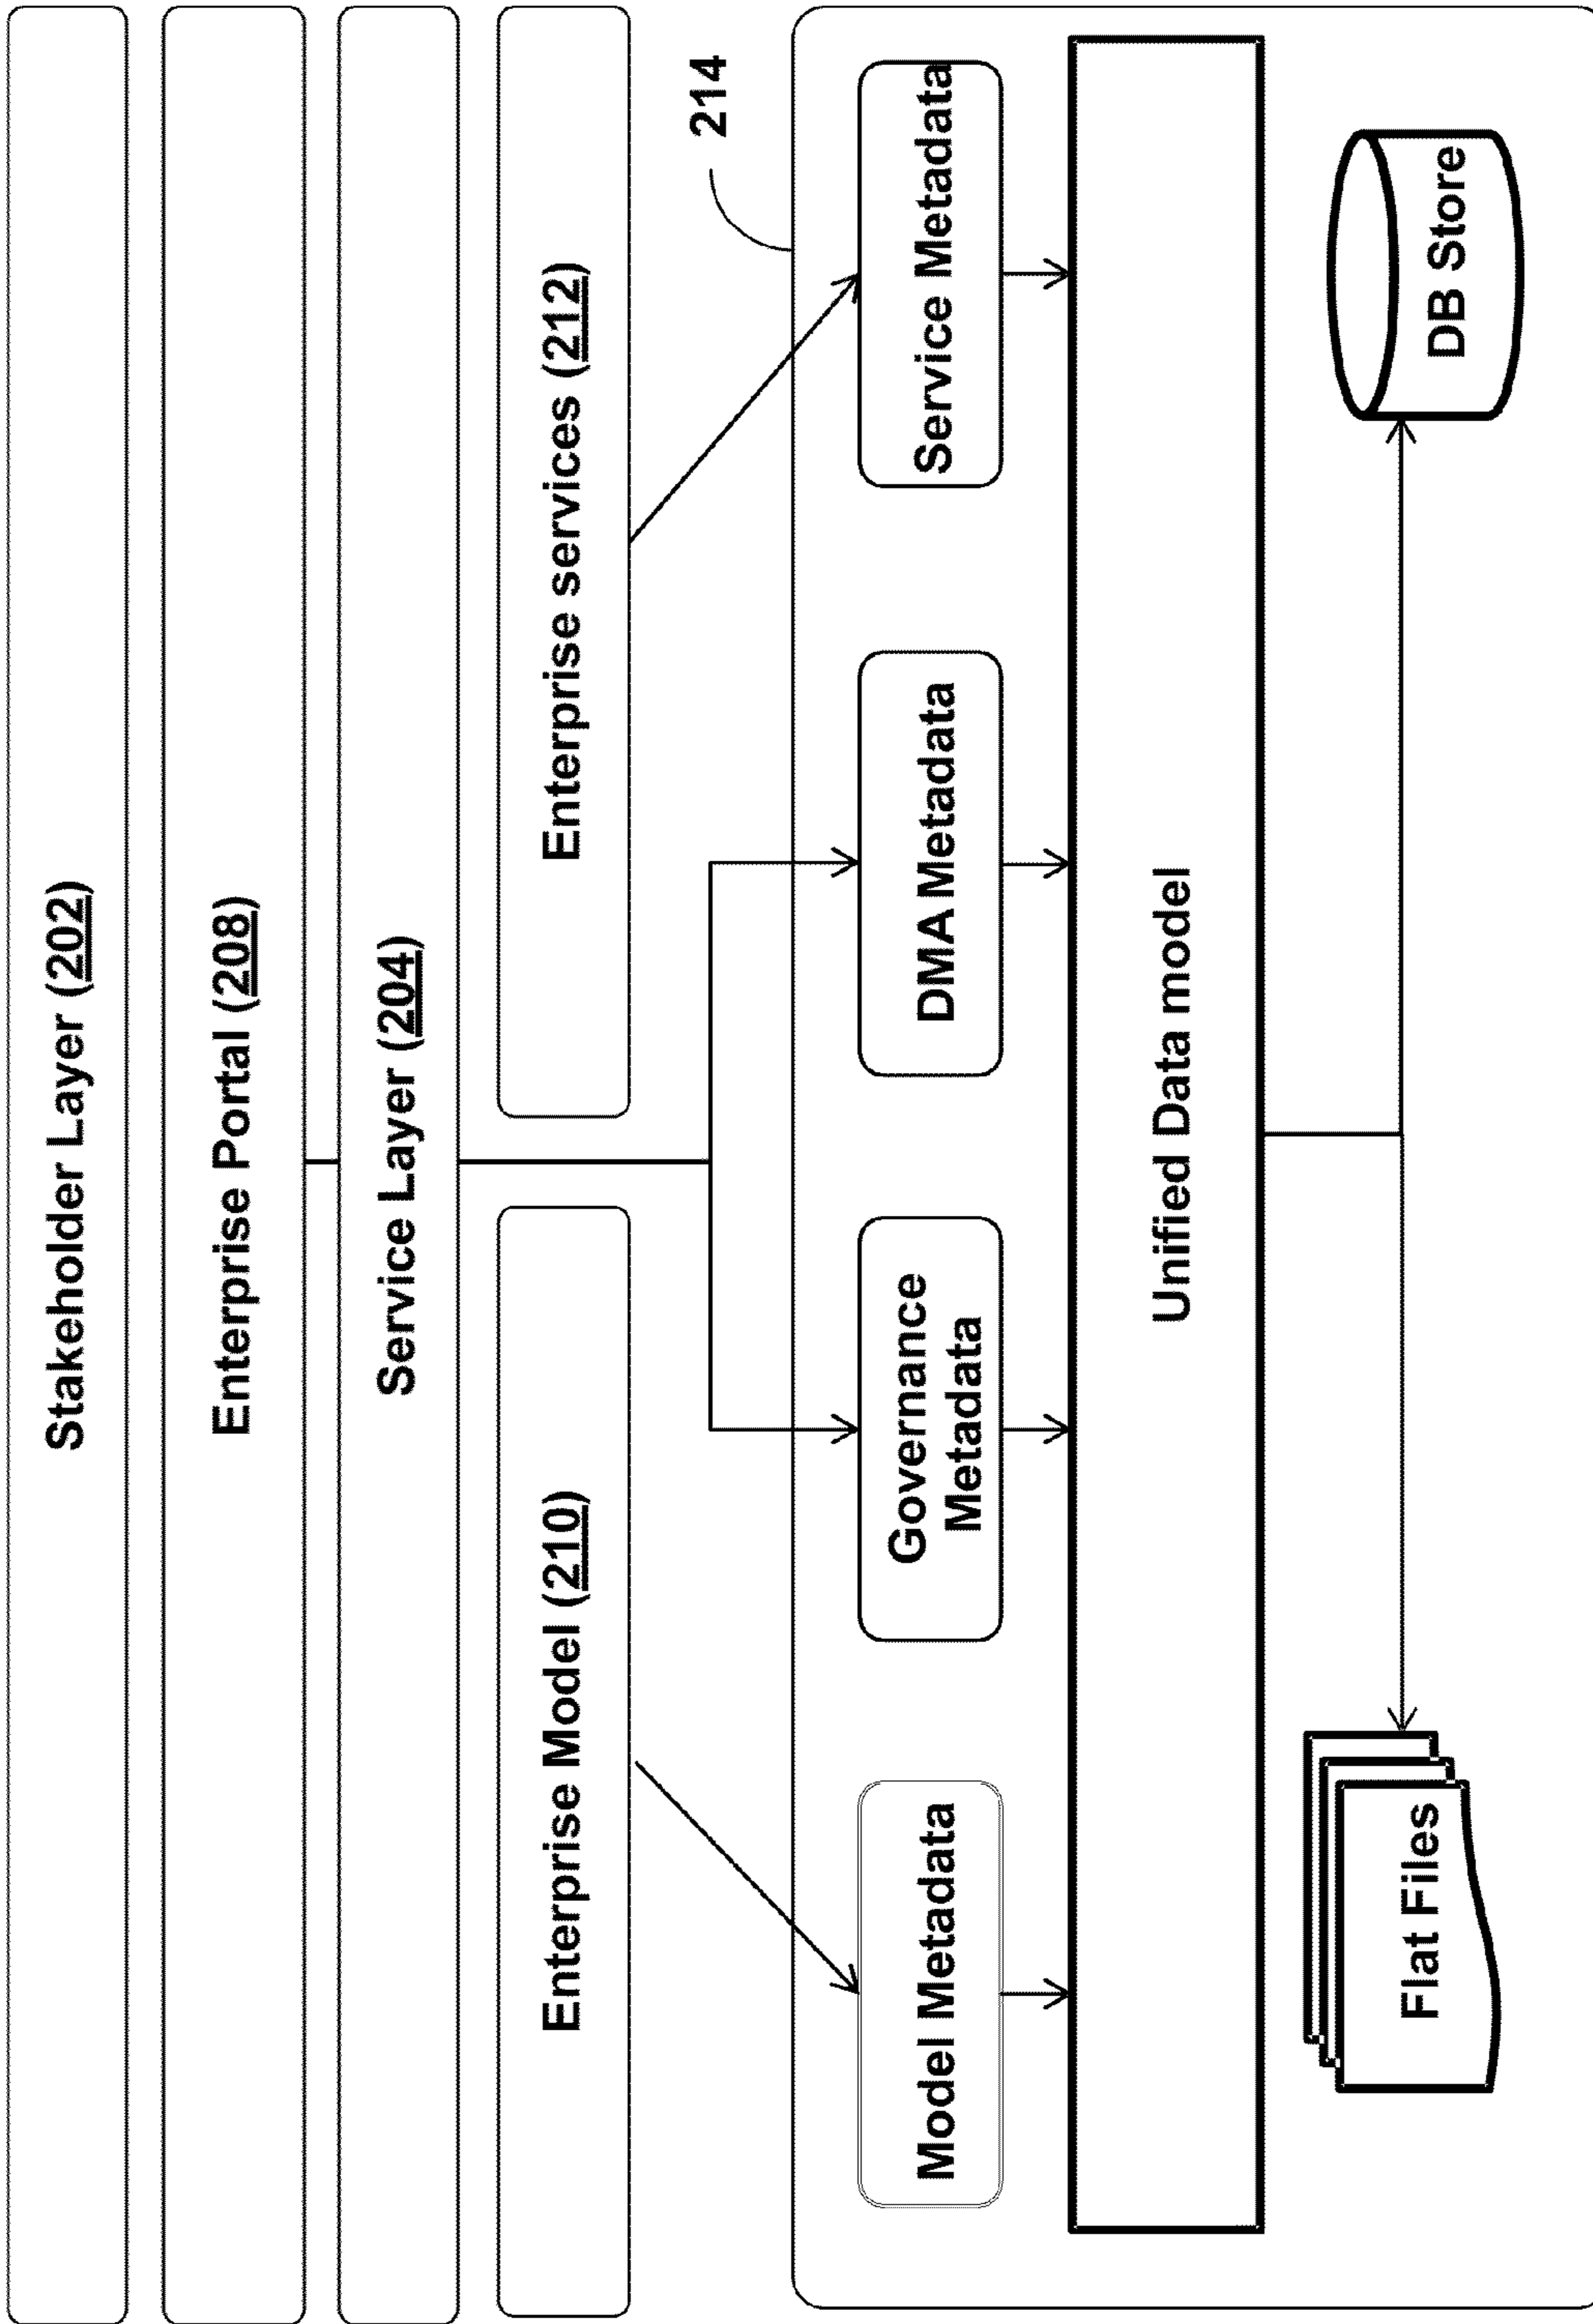 Stakeholder Layer (202)
Enterprise Portal (208)
Service Layer (204)
Enterprise Model (210)
Enterprise services (212)
214
Model Metadata
Governance
Metadata
DMA Metadata
Service Metadata
Unified Data model
Flat Files
DB Store